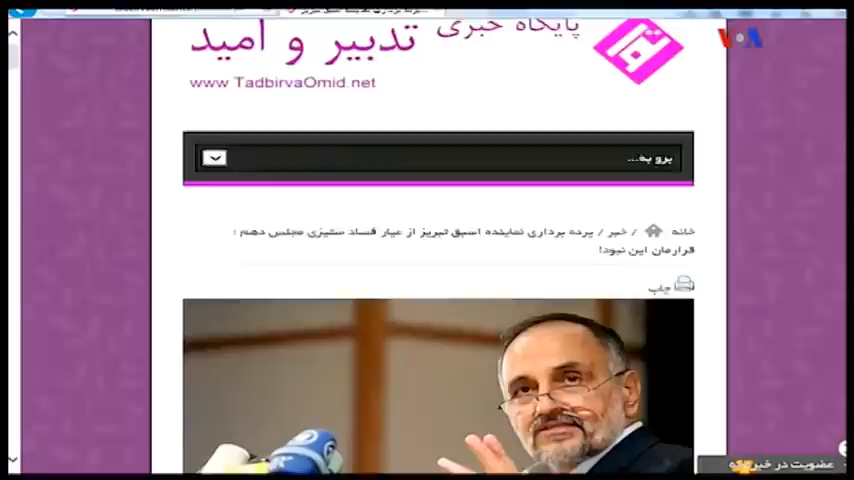 VOA
پایگاه خبری
تدبیر و امید
www TadbirvaOmid.net
برو به...
خانه / خبر / پرده برداری نماینده اسبق تبریز از عیار فساد ستیزی مجلس دهم :
قرارمان این نبود!
چاپ
عضویت در خبر